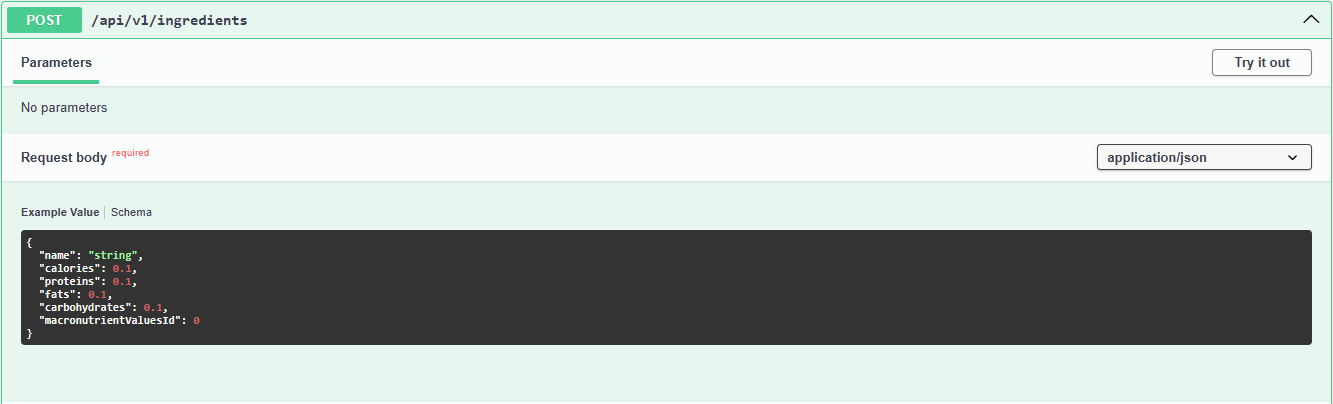 POST /api/v1/ingredients
Parameters Try it out
No parameters
Request body required application/json
Example Value Schema
{
  "name": "string",
  "calories": 0.1,
  "proteins": 0.1,
  "fats": 0.1,
  "carbohydrates": 0.1,
  "macronutrientValuesId": 0
}